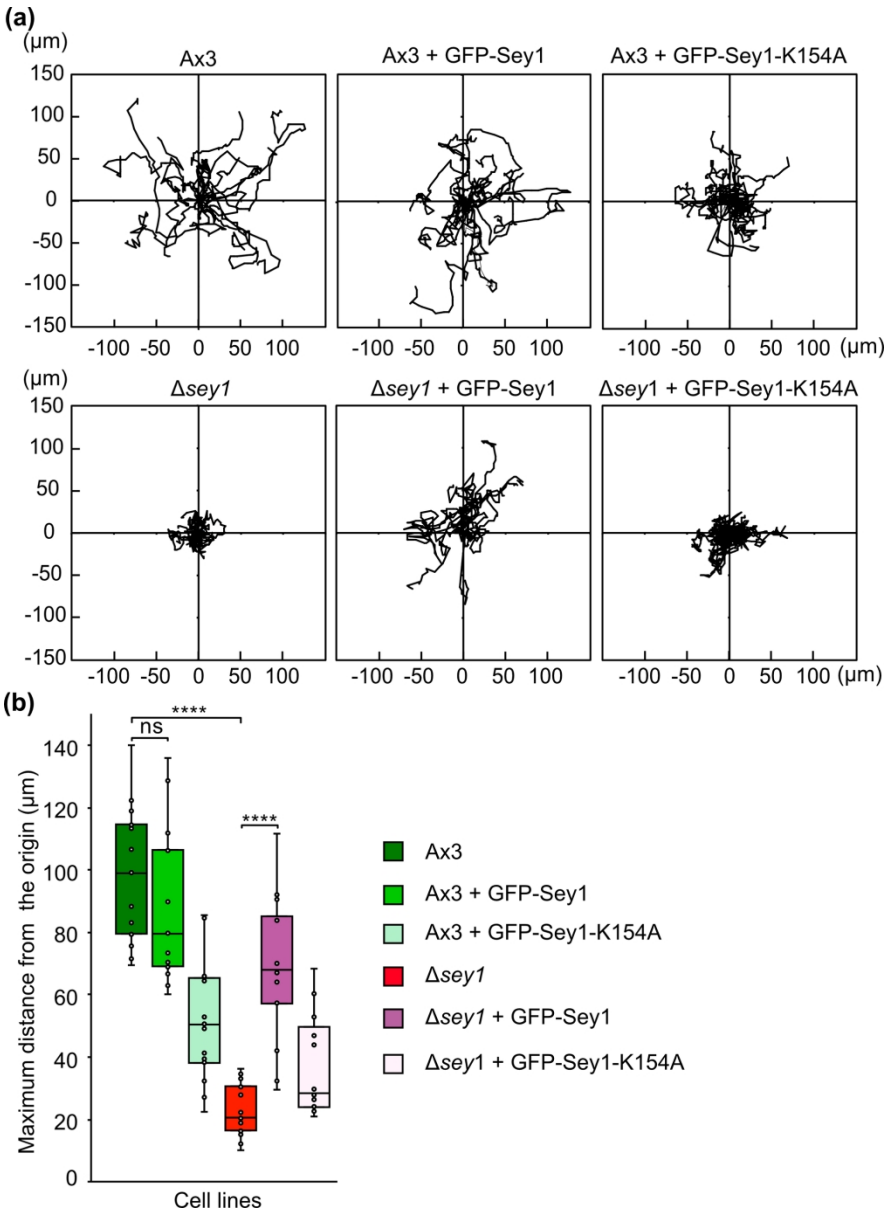 (a)
(µm)
Ax3
Ax3 + GFP-Sey1
Ax3 + GFP-Sey1-K154A
150
100
50
0
-50
-100
-150
-100 -50 0 50 100
-100 -50 0 50 100
-100 -50 0 50 100 (µm)
(µm)
Δsey1
Δsey1 + GFP-Sey1
Δsey1 + GFP-Sey1-K154A
150
100
50
0
-50
-100
-150
-100 -50 0 50 100
-100 -50 0 50 100
-100 -50 0 50 100 (µm)
(b)
Maximum distance from the origin (µm)
140
120
100
80
60
40
20
0
****
ns
****
Cell lines
Ax3
Ax3 + GFP-Sey1
Ax3 + GFP-Sey1-K154A
Δsey1
Δsey1 + GFP-Sey1
Δsey1 + GFP-Sey1-K154A